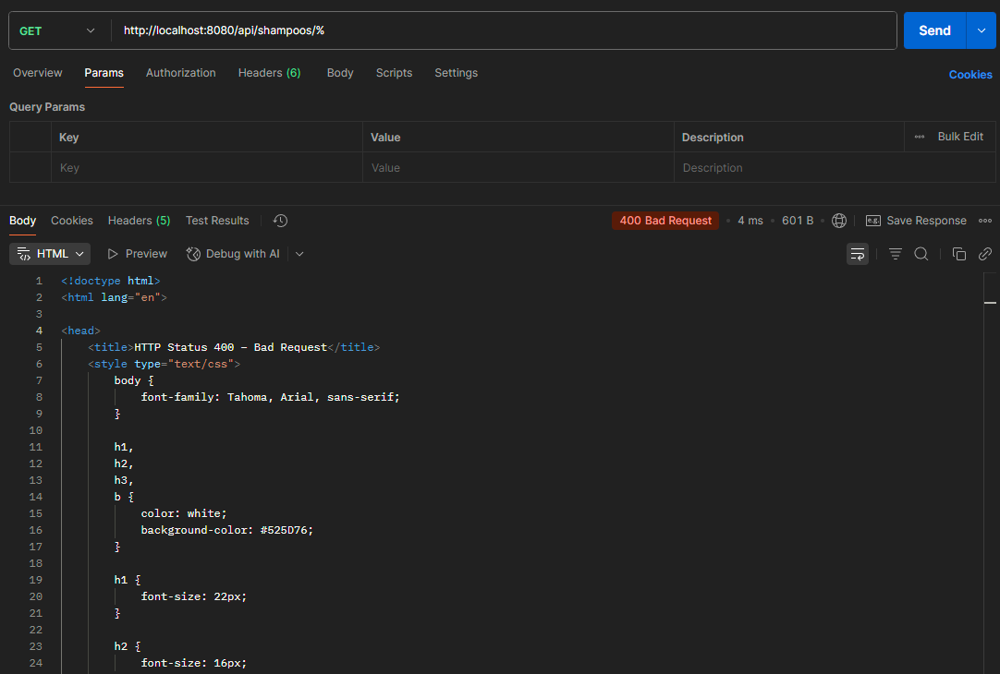 GET http://localhost:8080/api/shampoos/% Send
Overview Params Authorization Headers (6) Body Scripts Settings Cookies
Query Params
Key Value Description Bulk Edit
Key Value Description
Body Cookies Headers (5) Test Results 400 Bad Request 4 ms 601 B e.g. Save Response
HTML Preview Debug with AI
1 <!doctype html>
2 <html lang="en">
3
4 <head>
5 <title>HTTP Status 400 – Bad Request</title>
6 <style type="text/css">
7 body {
8 font-family: Tahoma, Arial, sans-serif;
9 }
10
11 h1,
12 h2,
13 h3,
14 b {
15 color: white;
16 background-color: #525D76;
17 }
18
19 h1 {
20 font-size: 22px;
21 }
22
23 h2 {
24 font-size: 16px;